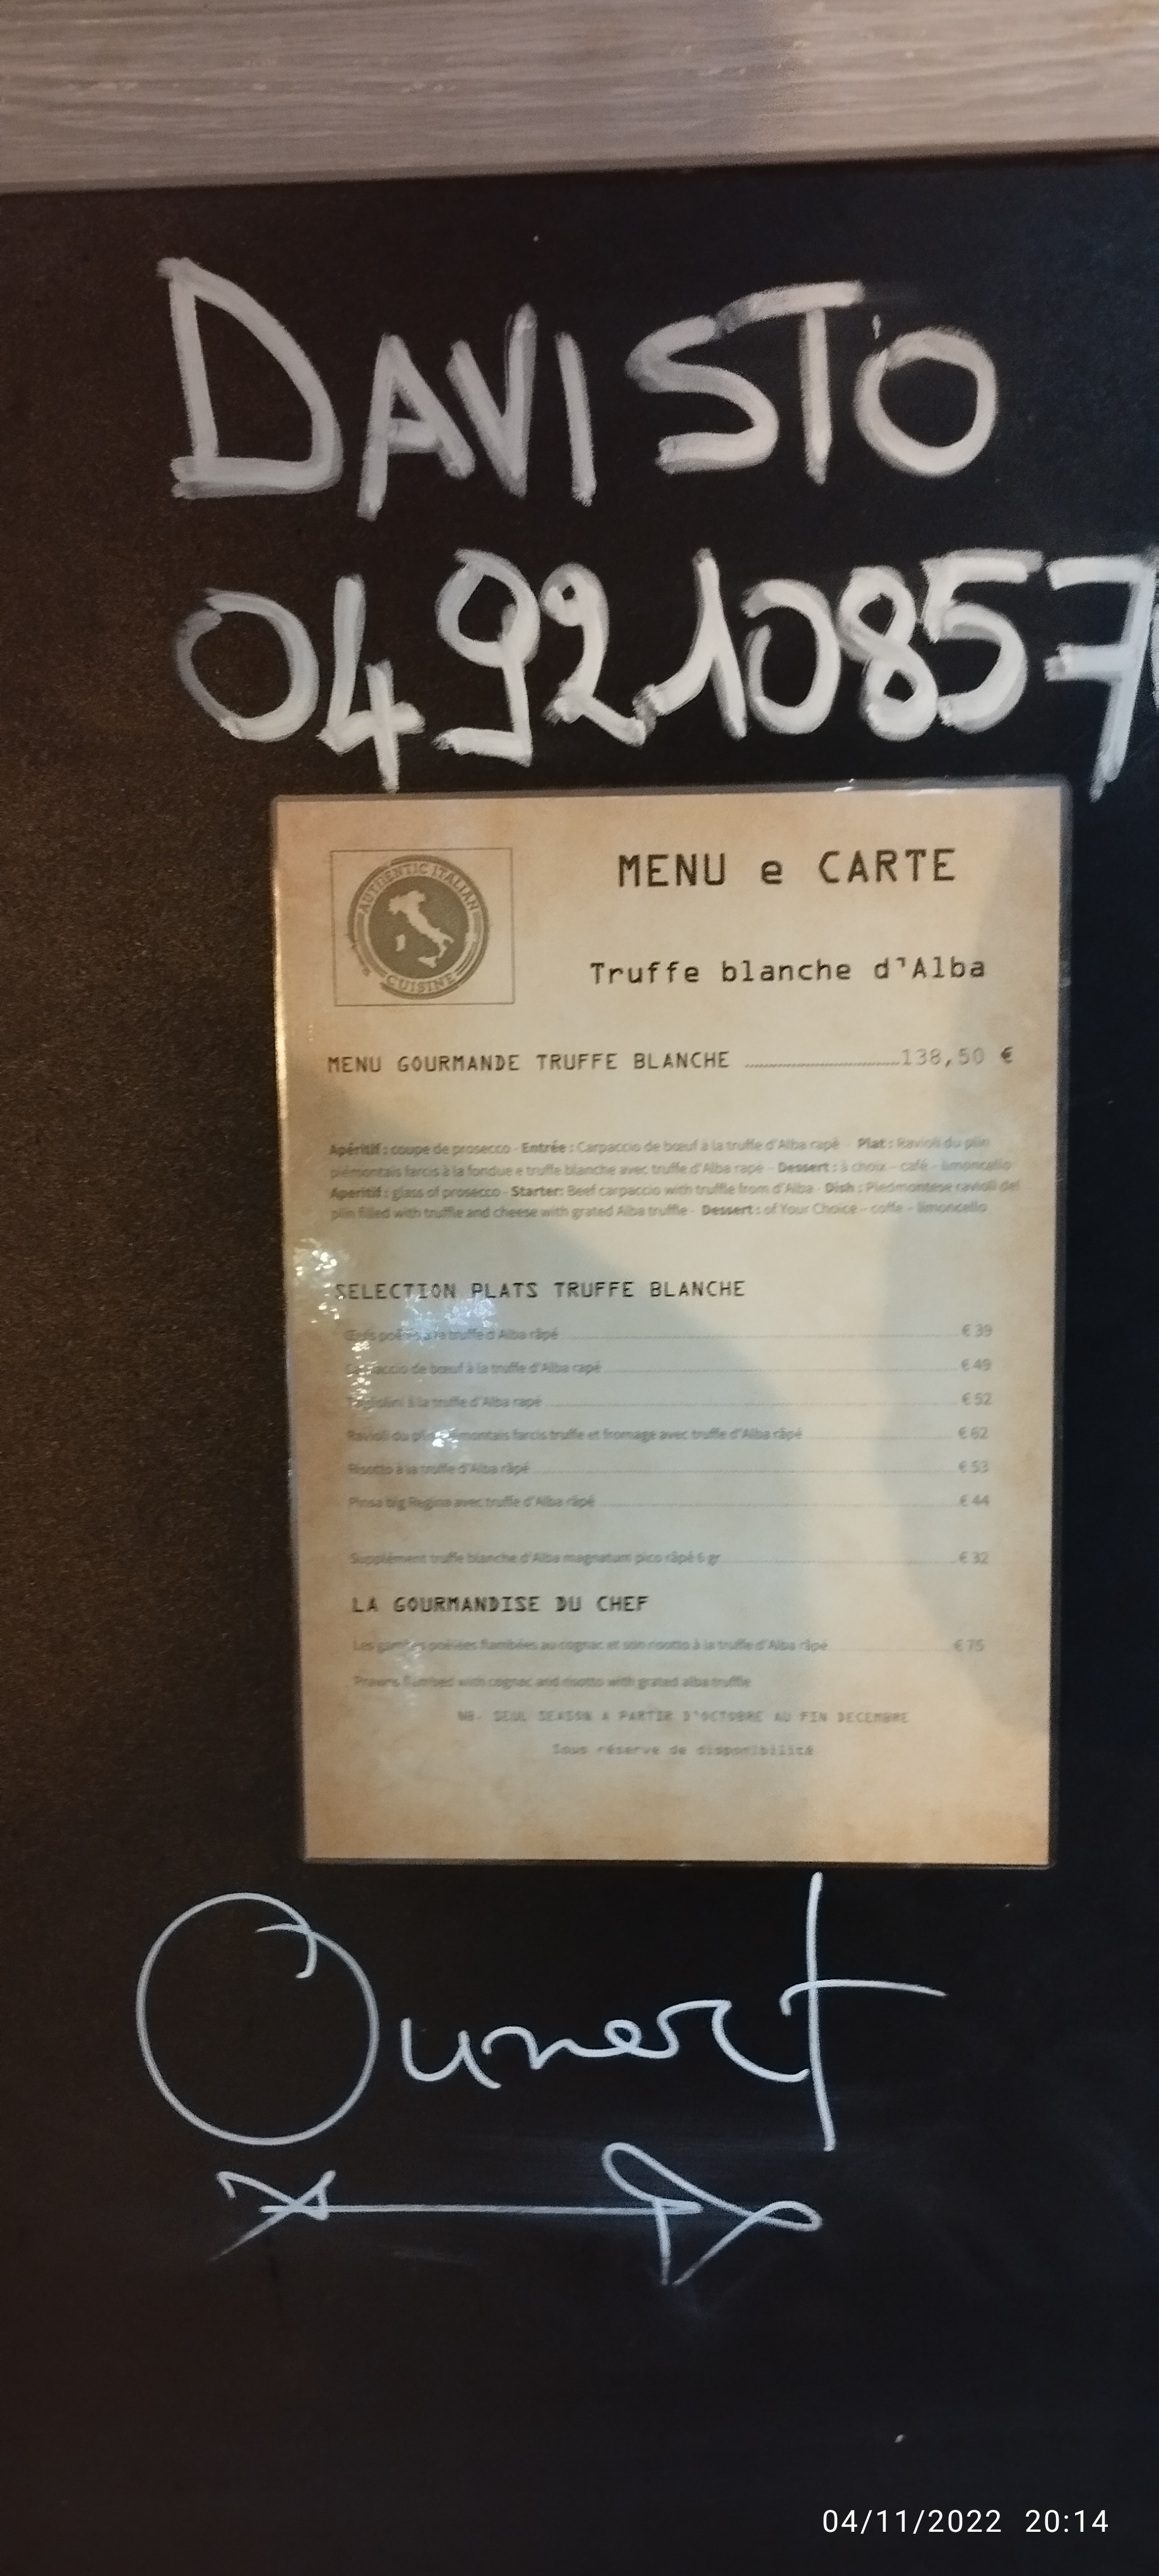 DAVISTO
049210857
AUTHENTIC ITALIAN
CUISINE
MENU e CARTE
Truffe blanche d'Alba
MENU GOURMANDE TRUFFE BLANCHE 138,50 €
Apéritif : coupe de prosecco - Entrée : Carpaccio de bœuf à la truffe d'Alba rapé - Plat : Ravioli du plin
piémontais farcis à la fondue e truffe blanche avec truffe d'Alba rapé - Dessert : à choix - café - limoncello
Aperitif : glass of prosecco - Starter: Beef carpaccio with truffle from d'Alba - Dish : Piedmontese ravioli del
plin filled with truffle and cheese with grated Alba truffle - Dessert : of Your Choice - coffe - limoncello
SELECTION PLATS TRUFFE BLANCHE
à la truffe d'Alba râpé € 39
de bœuf à la truffe d'Alba rapé € 49
à la truffe d'Alba rapé € 52
Ravioli du farcis truffe et fromage avec truffe d'Alba râpé € 62
Risotto à la truffe d'Alba râpé € 53
Pinsa big Regina avec truffe d'Alba râpé € 44
Supplément truffe blanche d'Alba magnatum pico râpé 6 gr € 32
LA GOURMANDISE DU CHEF
Les gambas poêlées flambées au cognac et son risotto à la truffe d'Alba râpé € 75
Prawns flambed with cognac and risotto with grated alba truffle
NB. SEUL SEASON A PARTIR D'OCTOBRE AU FIN DECEMBRE
Sous réserve de disponibilité
Ouvert
04/11/2022 20:14